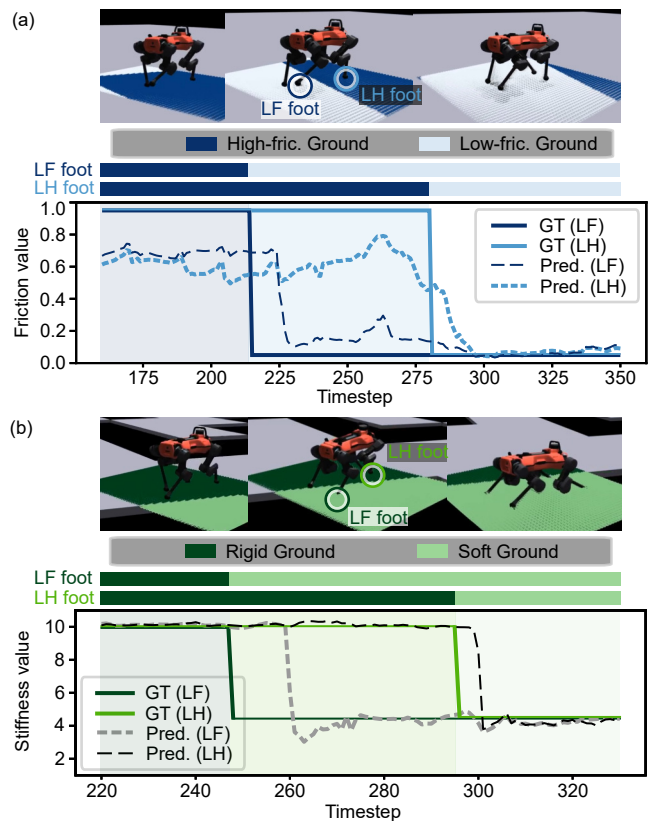 (a)
LF foot
LH foot
High-fric. Ground
Low-fric. Ground
LF foot
LH foot
1.0
0.8
0.6
0.4
0.2
0.0
Friction value
GT (LF)
GT (LH)
Pred. (LF)
Pred. (LH)
175
200
225
250
275
300
325
350
Timestep
(b)
LH foot
LF foot
Rigid Ground
Soft Ground
LF foot
LH foot
10
8
6
4
2
Stiffness value
GT (LF)
GT (LH)
Pred. (LF)
Pred. (LH)
220
240
260
280
300
320
Timestep